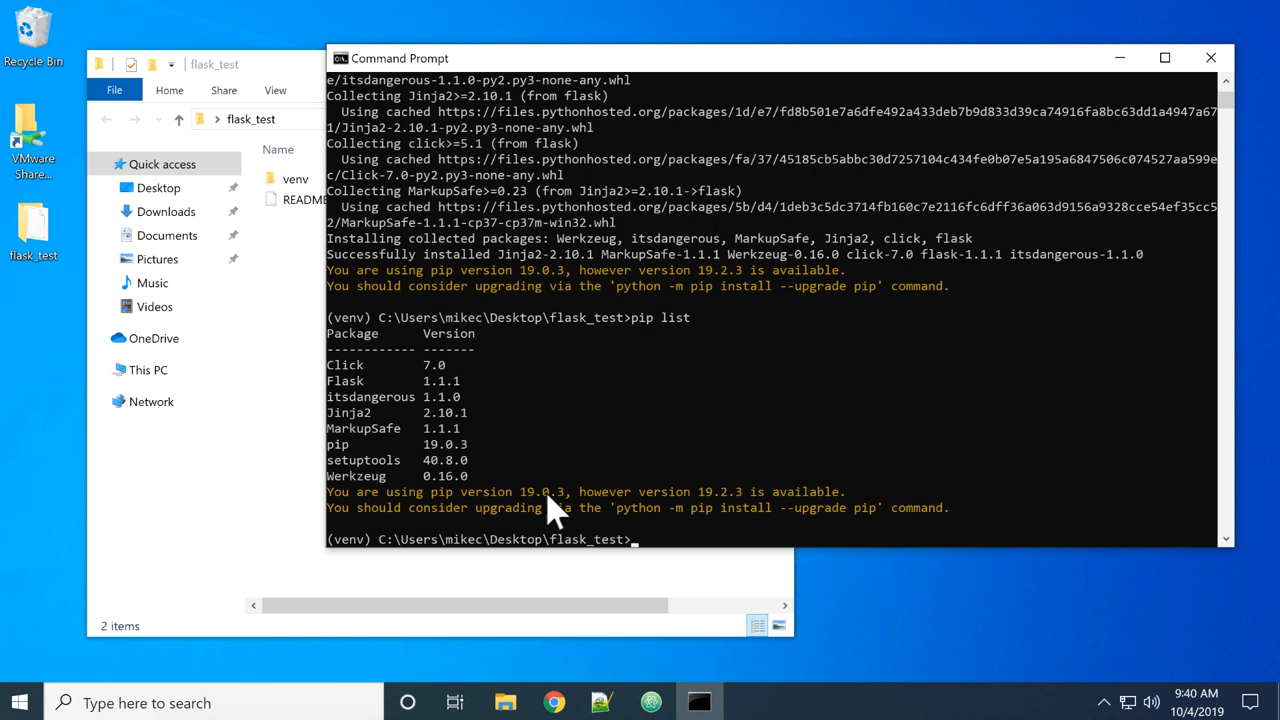 Recycle Bin
VMware
Share...
flask_test
flask_test
File
Home
Share
View
flask_test
Name
Quick access
Desktop
Downloads
Documents
Pictures
Music
Videos
OneDrive
This PC
Network
venv
README
2 items
Command Prompt
e/itsdangerous-1.1.0-py2.py3-none-any.whl
Collecting Jinja2>=2.10.1 (from flask)
Using cached https://files.pythonhosted.org/packages/1d/e7/fd8b501e7a6dfe492a433deb7b9d833d39ca74916fa8bc63dd1a4947a67
1/Jinja2-2.10.1-py2.py3-none-any.whl
Collecting click>=5.1 (from flask)
Using cached https://files.pythonhosted.org/packages/fa/37/45185cb5abbc30d7257104c434fe0b07e5a195a6847506c074527aa599e
c/Click-7.0-py2.py3-none-any.whl
Collecting MarkupSafe>=0.23 (from Jinja2>=2.10.1->flask)
Using cached https://files.pythonhosted.org/packages/5b/d4/1deb3c5dc3714fb160c7e2116fc6dff36a063d9156a9328cce54ef35cc5
2/MarkupSafe-1.1.1-cp37-cp37m-win32.whl
Installing collected packages: Werkzeug, itsdangerous, MarkupSafe, Jinja2, click, flask
Successfully installed Jinja2-2.10.1 MarkupSafe-1.1.1 Werkzeug-0.16.0 click-7.0 flask-1.1.1 itsdangerous-1.1.0
You are using pip version 19.0.3, however version 19.2.3 is available.
You should consider upgrading via the 'python -m pip install --upgrade pip' command.
(venv) C:\Users\mikec\Desktop\flask_test>pip list
Package Version
------------ -------
Click 7.0
Flask 1.1.1
itsdangerous 1.1.0
Jinja2 2.10.1
MarkupSafe 1.1.1
pip 19.0.3
setuptools 40.8.0
Werkzeug 0.16.0
You are using pip version 19.0.3, however version 19.2.3 is available.
You should consider upgrading via the 'python -m pip install --upgrade pip' command.
(venv) C:\Users\mikec\Desktop\flask_test>
Type here to search
9:40 AM
10/4/2019